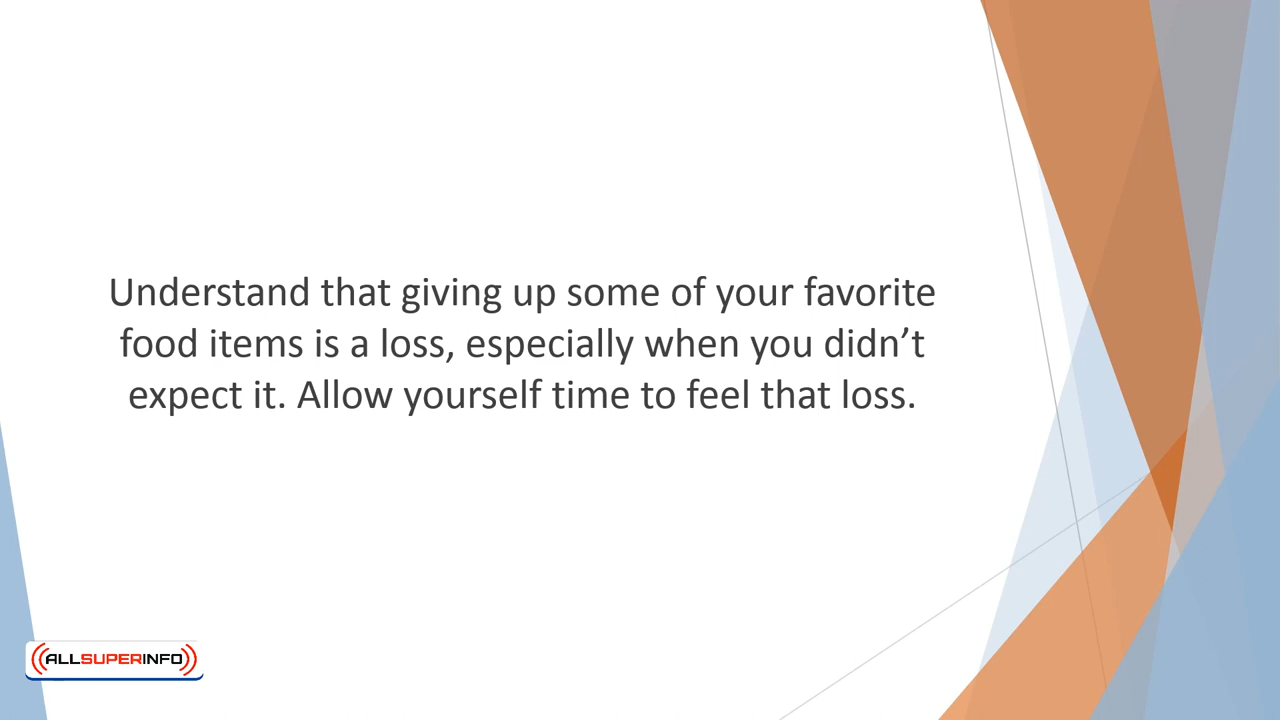 Understand that giving up some of your favorite
food items is a loss, especially when you didn’t
expect it. Allow yourself time to feel that loss.
ALLSUPERINFO